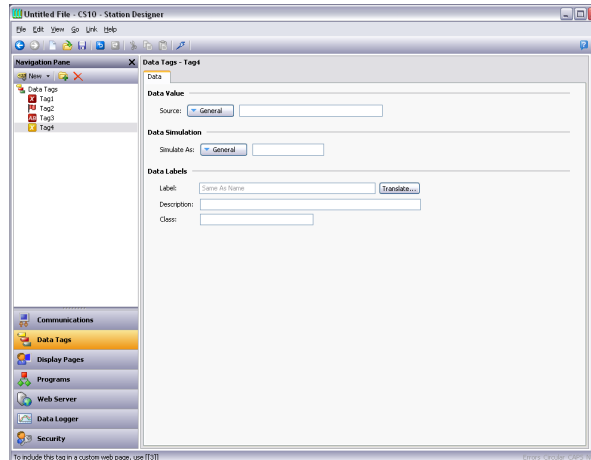 Untitled File - CS10 - Station Designer
File Edit View Go Link Help
Navigation Pane
New
Data Tags
Tag1
Tag2
Tag3
Tag4
Communications
Data Tags
Display Pages
Programs
Web Server
Data Logger
Security
Data Tags - Tag4
Data
Data Value
Source: General
Data Simulation
Simulate As: General
Data Labels
Label: Same As Name Translate...
Description:
Class:
To include this tag in a custom web page, use [[3]]
Errors Circular